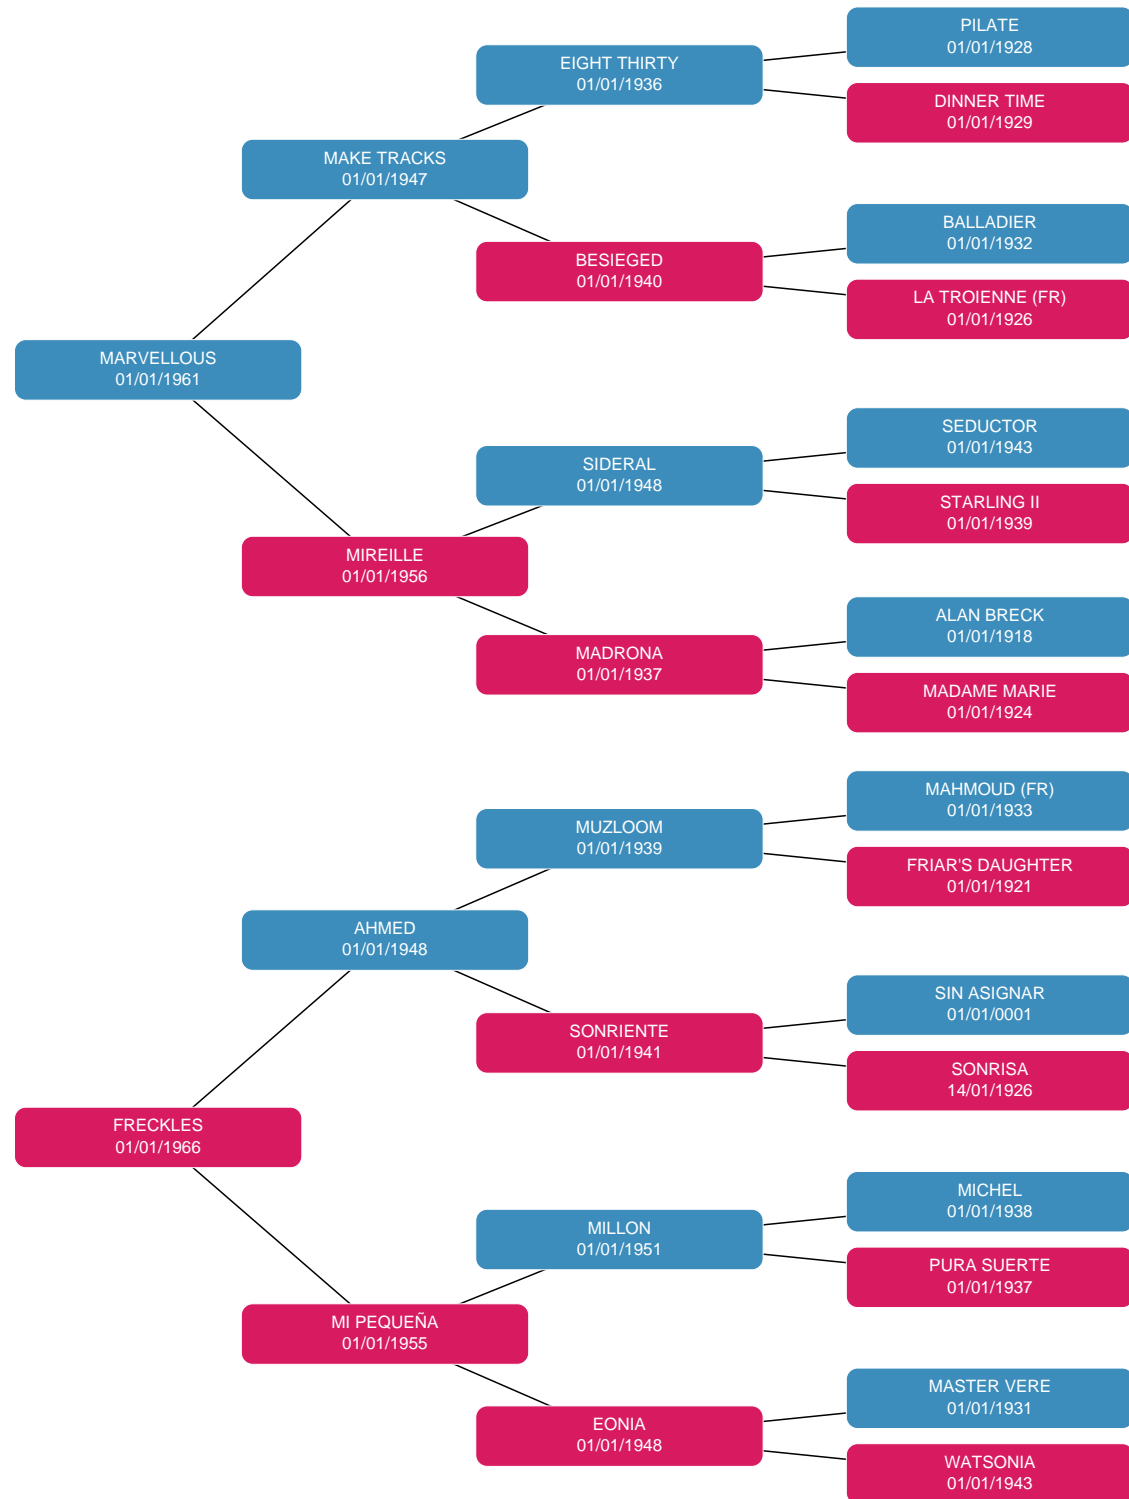 PILATE
01/01/1928
EIGHT THIRTY
01/01/1936
DINNER TIME
01/01/1929
MAKE TRACKS
01/01/1947
BALLADIER
01/01/1932
BESIEGED
01/01/1940
LA TROIENNE (FR)
01/01/1926
MARVELLOUS
01/01/1961
SEDUCTOR
01/01/1943
SIDERAL
01/01/1948
STARLING II
01/01/1939
MIREILLE
01/01/1956
ALAN BRECK
01/01/1918
MADRONA
01/01/1937
MADAME MARIE
01/01/1924
MAHMOUD (FR)
01/01/1933
MUZLOOM
01/01/1939
FRIAR'S DAUGHTER
01/01/1921
AHMED
01/01/1948
SIN ASIGNAR
01/01/0001
SONRIENTE
01/01/1941
SONRISA
14/01/1926
FRECKLES
01/01/1966
MICHEL
01/01/1938
MILLON
01/01/1951
PURA SUERTE
01/01/1937
MI PEQUEÑA
01/01/1955
MASTER VERE
01/01/1931
EONIA
01/01/1948
WATSONIA
01/01/1943